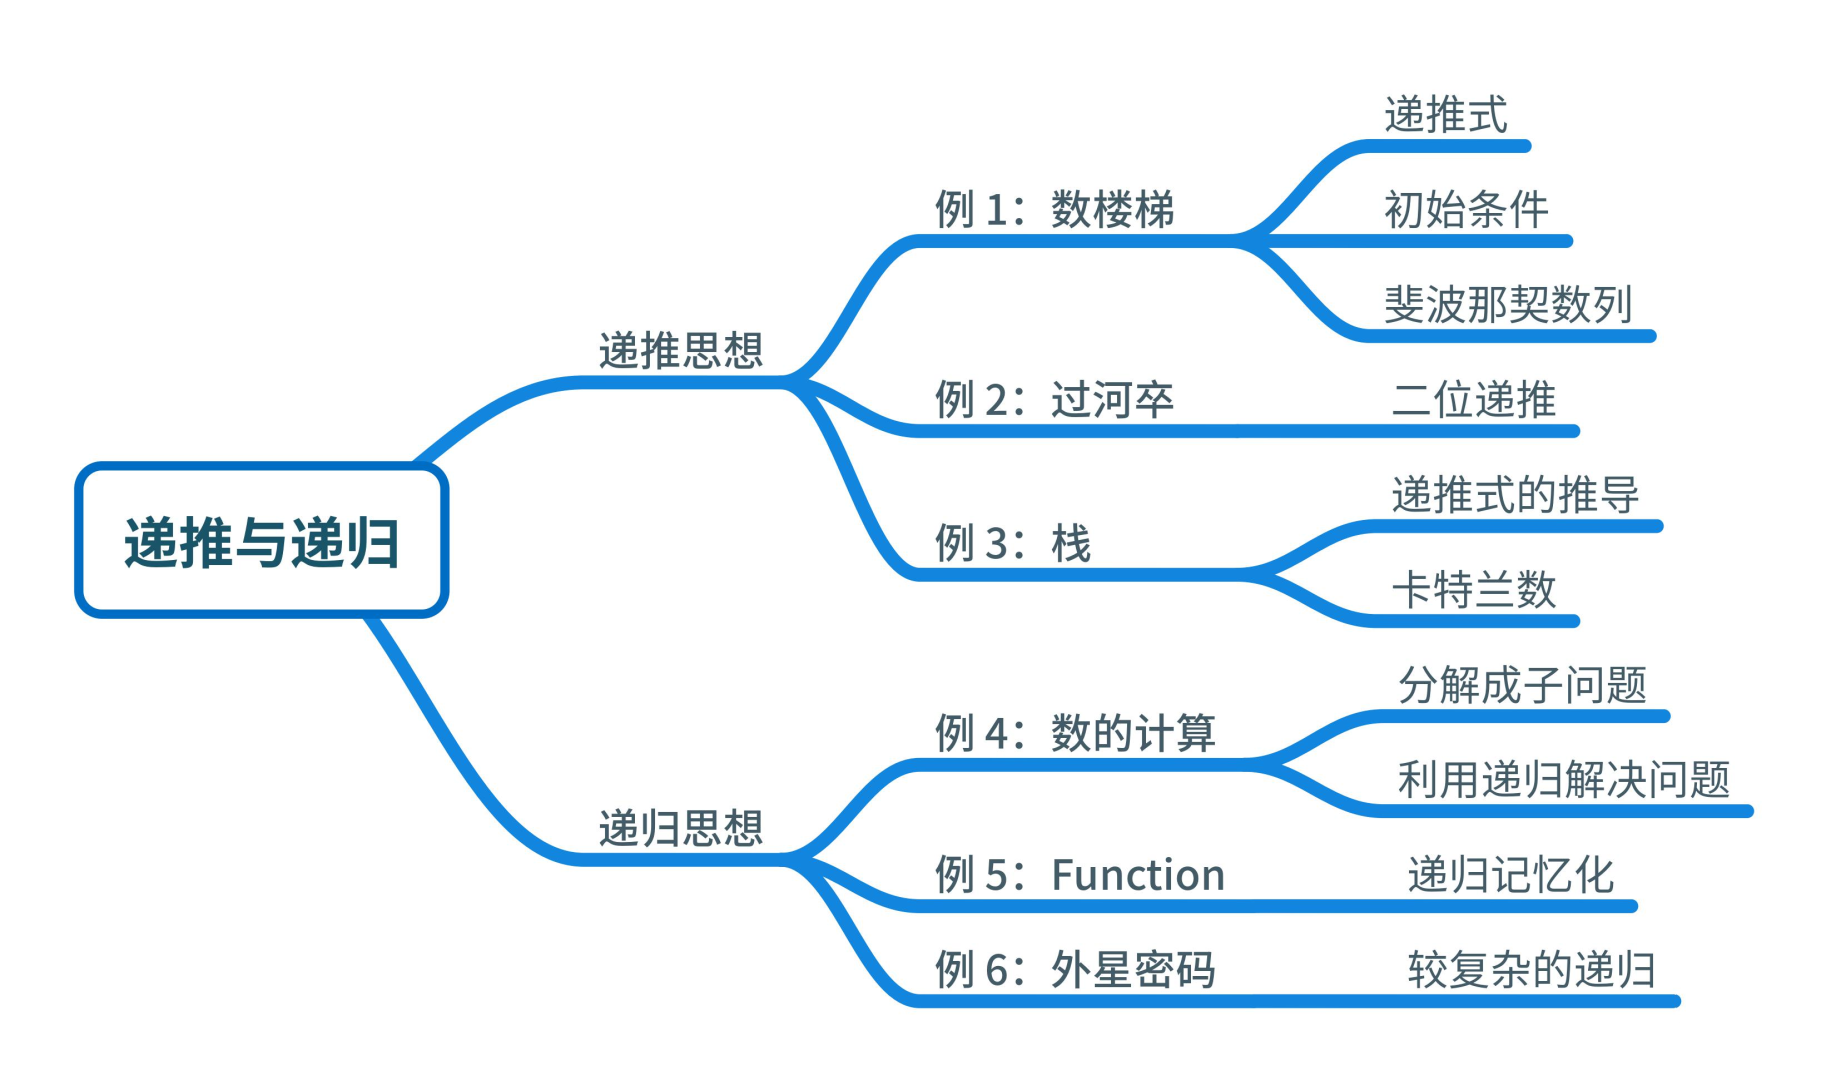 递推与递归
递推思想
例 1：数楼梯
递推式
初始条件
斐波那契数列
例 2：过河卒
二位递推
例 3：栈
递推式的推导
卡特兰数
递归思想
例 4：数的计算
分解成子问题
利用递归解决问题
例 5：Function
递归记忆化
例 6：外星密码
较复杂的递归